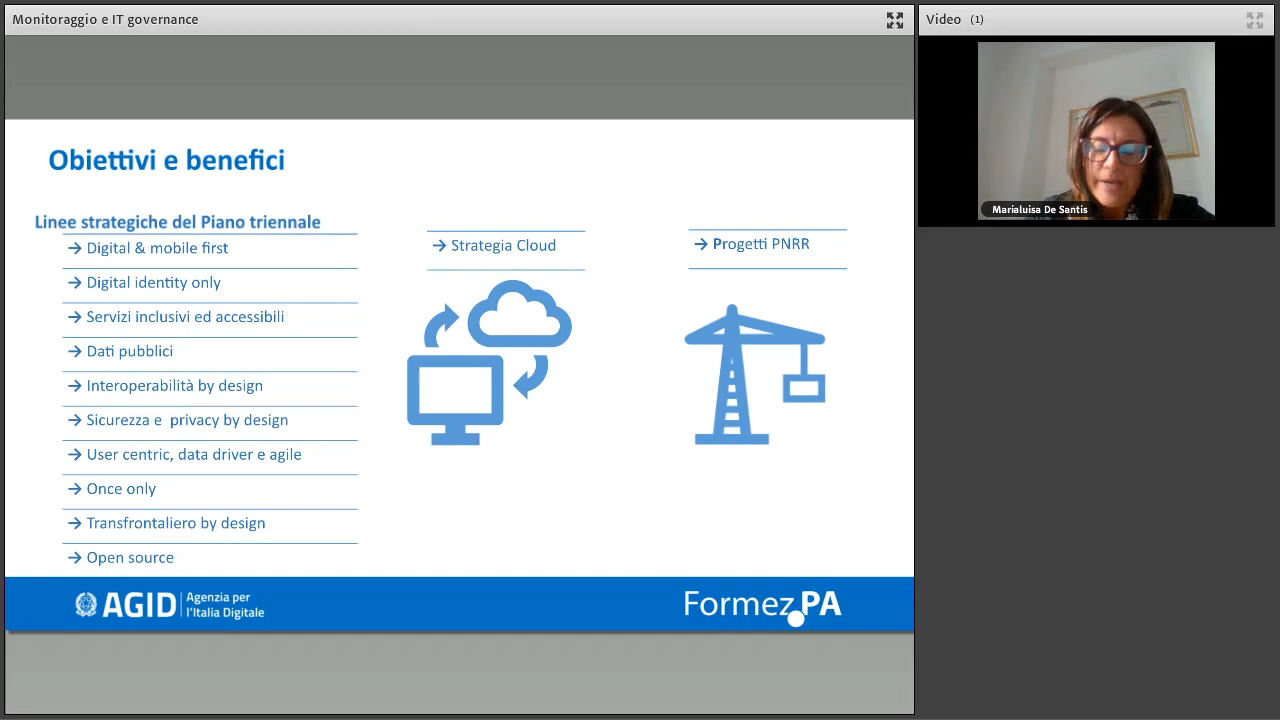 Monitoraggio e IT governance
Video (1)
Marialuisa De Santis
Obiettivi e benefici
Linee strategiche del Piano triennale
→ Digital & mobile first
→ Digital identity only
→ Servizi inclusivi ed accessibili
→ Dati pubblici
→ Interoperabilità by design
→ Sicurezza e  privacy by design
→ User centric, data driver e agile
→ Once only
→ Transfrontaliero by design
→ Open source
→ Strategia Cloud
→ Progetti PNRR
AGID
Agenzia per
l'Italia Digitale
Formez.PA